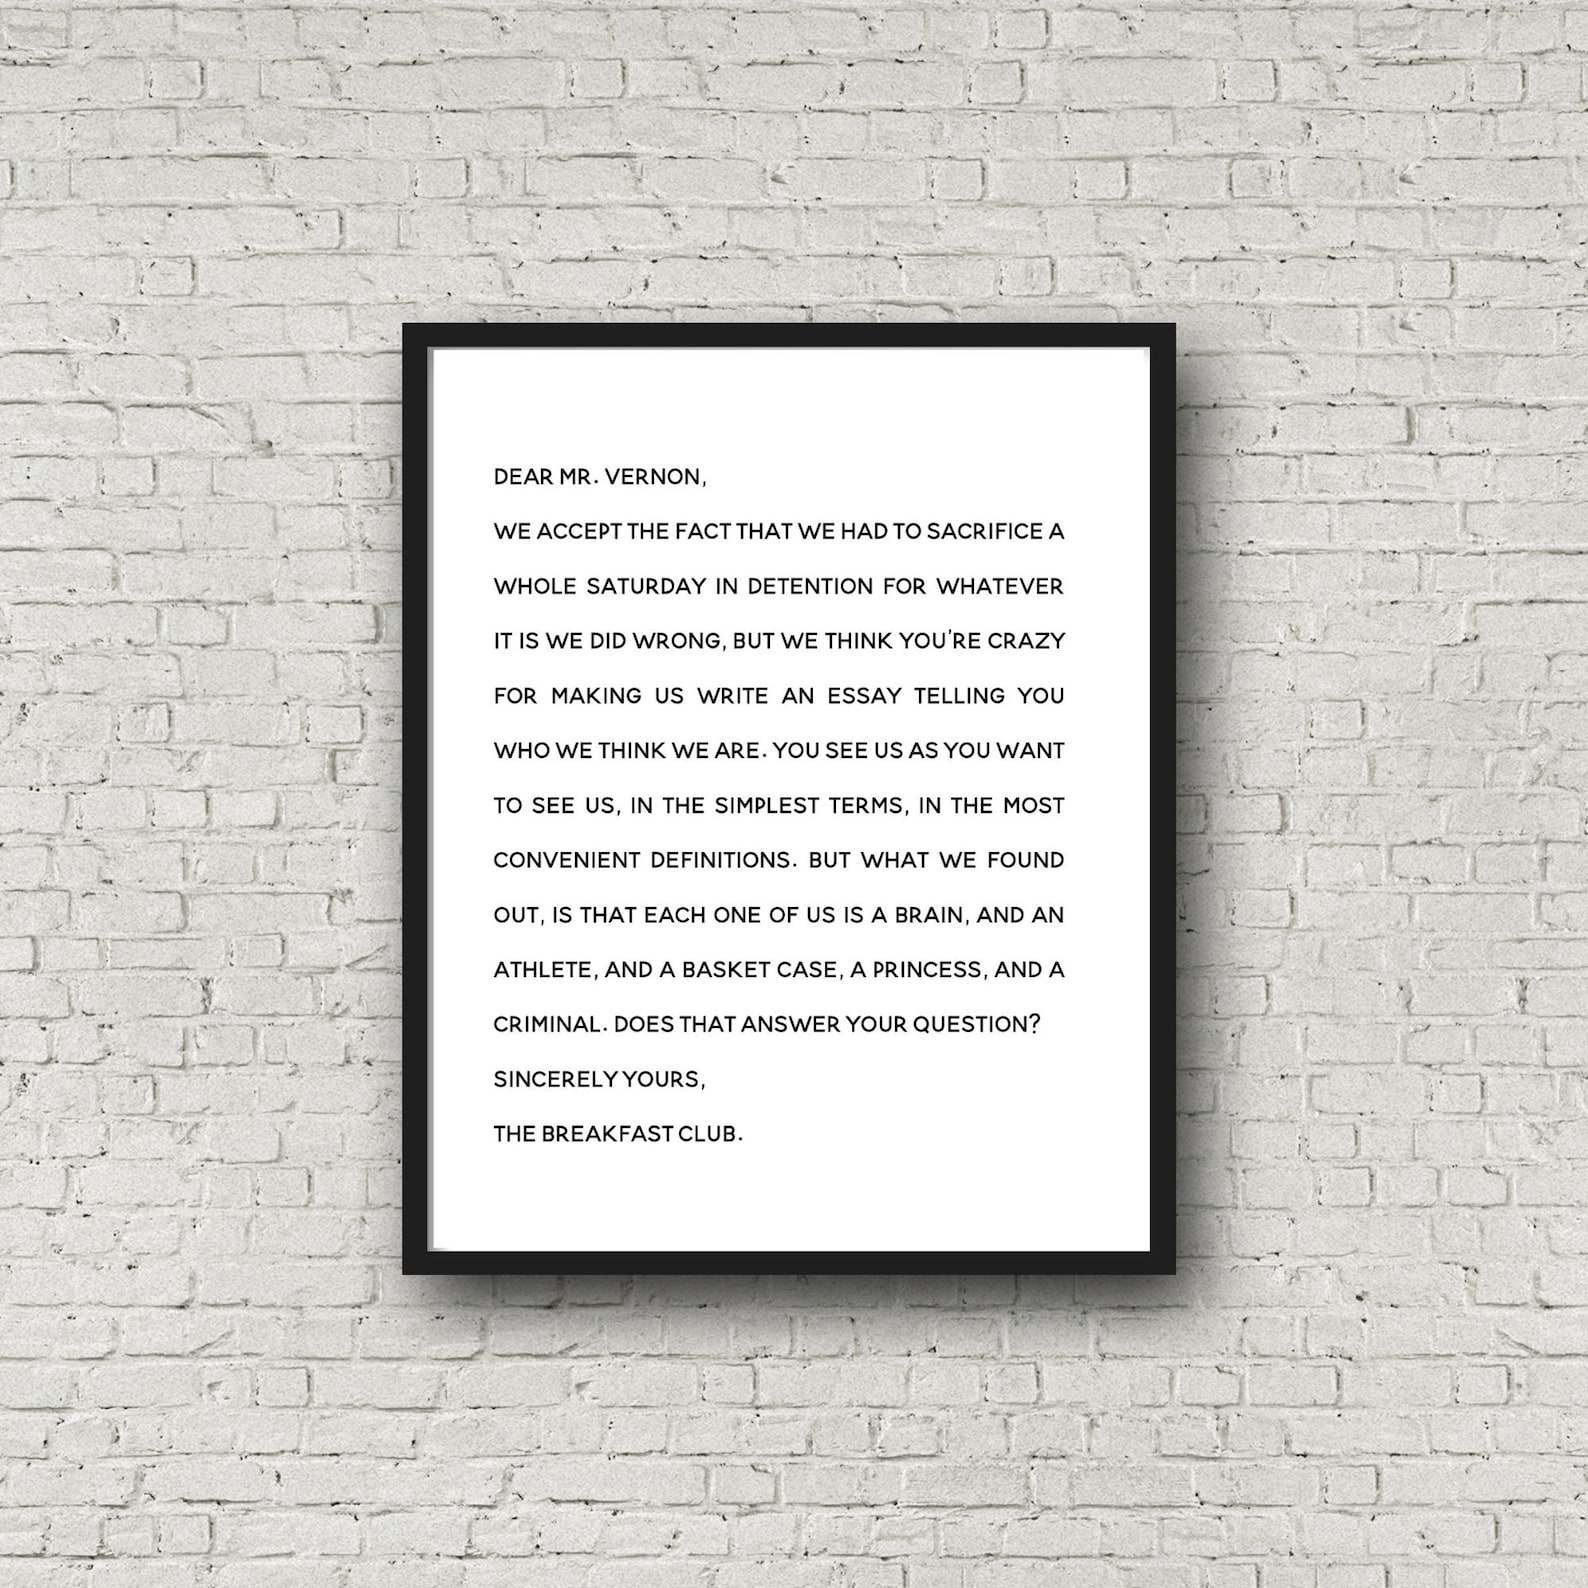 DEAR MR. VERNON,
WE ACCEPT THE FACT THAT WE HAD TO SACRIFICE A
WHOLE SATURDAY IN DETENTION FOR WHATEVER
IT IS WE DID WRONG, BUT WE THINK YOU'RE CRAZY
FOR MAKING US WRITE AN ESSAY TELLING YOU
WHO WE THINK WE ARE. YOU SEE US AS YOU WANT
TO SEE US, IN THE SIMPLEST TERMS, IN THE MOST
CONVENIENT DEFINITIONS. BUT WHAT WE FOUND
OUT, IS THAT EACH ONE OF US IS A BRAIN, AND AN
ATHLETE, AND A BASKET CASE, A PRINCESS, AND A
CRIMINAL. DOES THAT ANSWER YOUR QUESTION?
SINCERELY YOURS,
THE BREAKFAST CLUB.